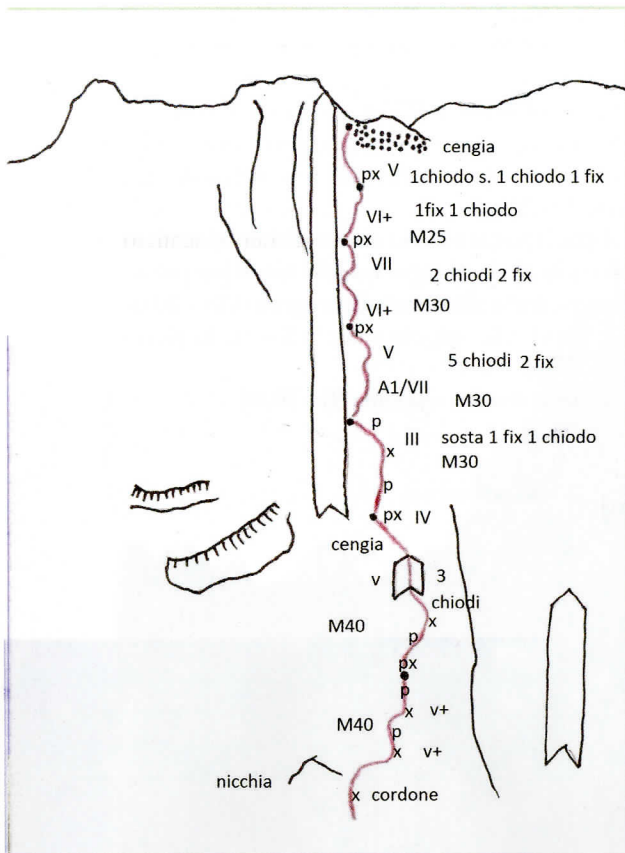 cengia
px V 1chiodo s. 1 chiodo 1 fix
VI+ 1fix 1 chiodo
px M25
VII
2 chiodi 2 fix
VI+ M30
px
V
5 chiodi 2 fix
A1/VII
M30
p
III sosta 1 fix 1 chiodo
x M30
p
px IV
cengia
v 3
chiodi
x
M40
p
px
p
x v+
M40
p
x v+
nicchia
x cordone